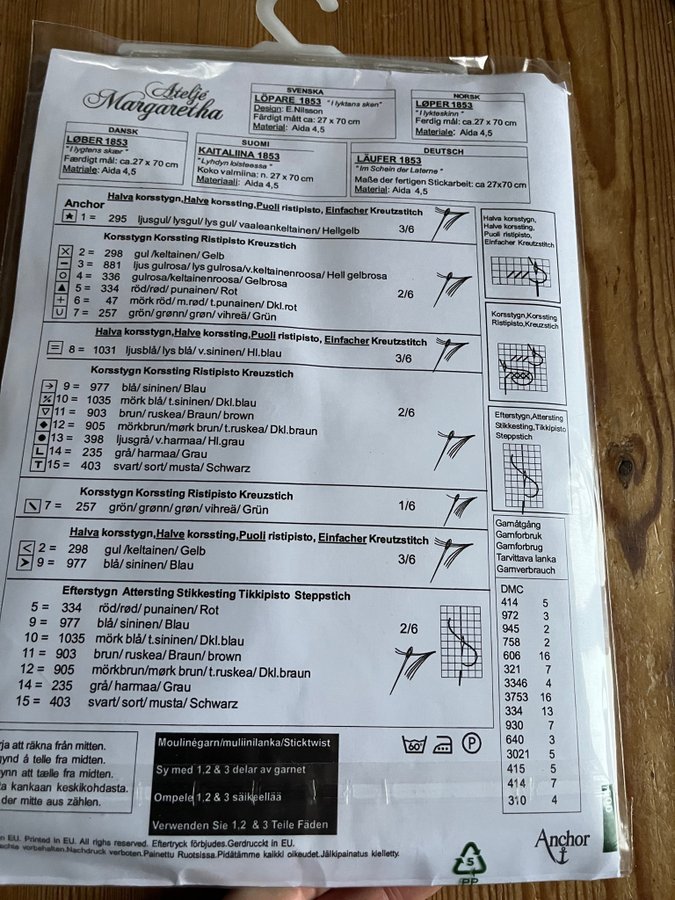 Ateljé
Margaretha
SVENSKA
LÖPARE 1853 "I lyktans sken"
Design: E.Nilsson
Färdigt mått ca: 27 x 70 cm
Material: Aida 4,5
NORSK
LØPER 1853
"I lykteskinn"
Ferdig mål: ca. 27 x 70 cm
Materiale: Aida 4,5
DANSK
LØBER 1853
"I lygtens skær"
Færdigt mål: ca.27 x 70 cm
Matriale: Aida 4,5
SUOMI
KAITALIINA 1853
"Lyhdyn loisteessa"
Koko valmiina: n. 27 x 70 cm
Materiaali: Aida 4,5
DEUTSCH
LÄUFER 1853
"Im Schein der Laterne"
Maße der fertigen Stickarbeit: ca 27x70 cm
Material: Aida 4,5
Halva korsstygn,Halve korssting,Puoli ristipisto, Einfacher Kreutzstitch
Anchor
1 = 295 ljusgul/ lysgul/ lys gul/ vaaleankeltainen/ Hellgelb 3/6
Korsstygn Korssting Ristipisto Kreuzstich
2 = 298 gul /keltainen/ Gelb
3 = 881 ljus gulrosa/ lys gulrosa/v.keltainenroosa/ Hell gelbrosa
4 = 336 gulrosa/keltainenroosa/ Gelbrosa
5 = 334 röd/rød/ punainen/ Rot 2/6
6 = 47 mörk röd/ m.rød/ t.punainen/ Dkl.rot
7 = 257 grön/ grønn/ grøn/ vihreä/ Grün
Halva korsstygn,Halve korssting,Puoli ristipisto, Einfacher Kreutzstitch
8 = 1031 ljusblå/ lys blå/ v.sininen/ Hl.blau 3/6
Korsstygn Korssting Ristipisto Kreuzstich
9 = 977 blå/ sininen/ Blau
10 = 1035 mörk blå/ t.sininen/ Dkl.blau
11 = 903 brun/ ruskea/ Braun/ brown 2/6
12 = 905 mörkbrun/mørk brun/ t.ruskea/ Dkl.braun
13 = 398 ljusgrå/ v.harmaa/ Hl.grau
14 = 235 grå/ harmaa/ Grau
15 = 403 svart/ sort/ musta/ Schwarz
Korsstygn Korssting Ristipisto Kreuzstich
7 = 257 grön/ grønn/ grøn/ vihreä/ Grün 1/6
Halva korsstygn,Halve korssting,Puoli ristipisto, Einfacher Kreutzstitch
2 = 298 gul /keltainen/ Gelb 3/6
9 = 977 blå/ sininen/ Blau
Efterstygn Attersting Stikkesting Tikkipisto Steppstich
5 = 334 röd/rød/ punainen/ Rot
9 = 977 blå/ sininen/ Blau 2/6
10 = 1035 mörk blå/ t.sininen/ Dkl.blau
11 = 903 brun/ ruskea/ Braun/ brown
12 = 905 mörkbrun/mørk brun/ t.ruskea/ Dkl.braun
14 = 235 grå/ harmaa/ Grau
15 = 403 svart/ sort/ musta/ Schwarz
Halva korsstygn,
Halve korssting,
Puoli ristipisto,
Einfacher Kreutzstitch
Korsstygn,Korssting
Ristipisto,Kreuzstich
Efterstygn,Attersting
Stikkesting,Tikkipisto
Steppstich
Garnåtgång
Garnforbruk
Garnforbrug
Tarvittava lanka
Garnverbrauch
DMC
414 5
972 3
945 2
758 2
606 16
321 7
3346 4
3753 16
334 13
930 7
640 3
3021 5
415 5
414 7
310 4
att räkna från mitten.
å telle fra midten.
att tælle fra midten.
kankaan keskikohdasta.
der mitte aus zählen.
Moulinégarn/muliinilanka/Sticktwist
Sy med 1,2 & 3 delar av garnet
Ompele 1,2 & 3 säikeellää
Verwenden Sie 1,2 & 3 Teile Fäden
60
P
in EU. Printed in EU. All righs reserved. Eftertryck förbjudes.Gedrucckt in EU.
vorbehalten.Nachdruck verboten.Painettu Ruotsissa.Pidätämme kaikki oikeudet.Jälkipainatus kielletty.
5
PP
Anchor